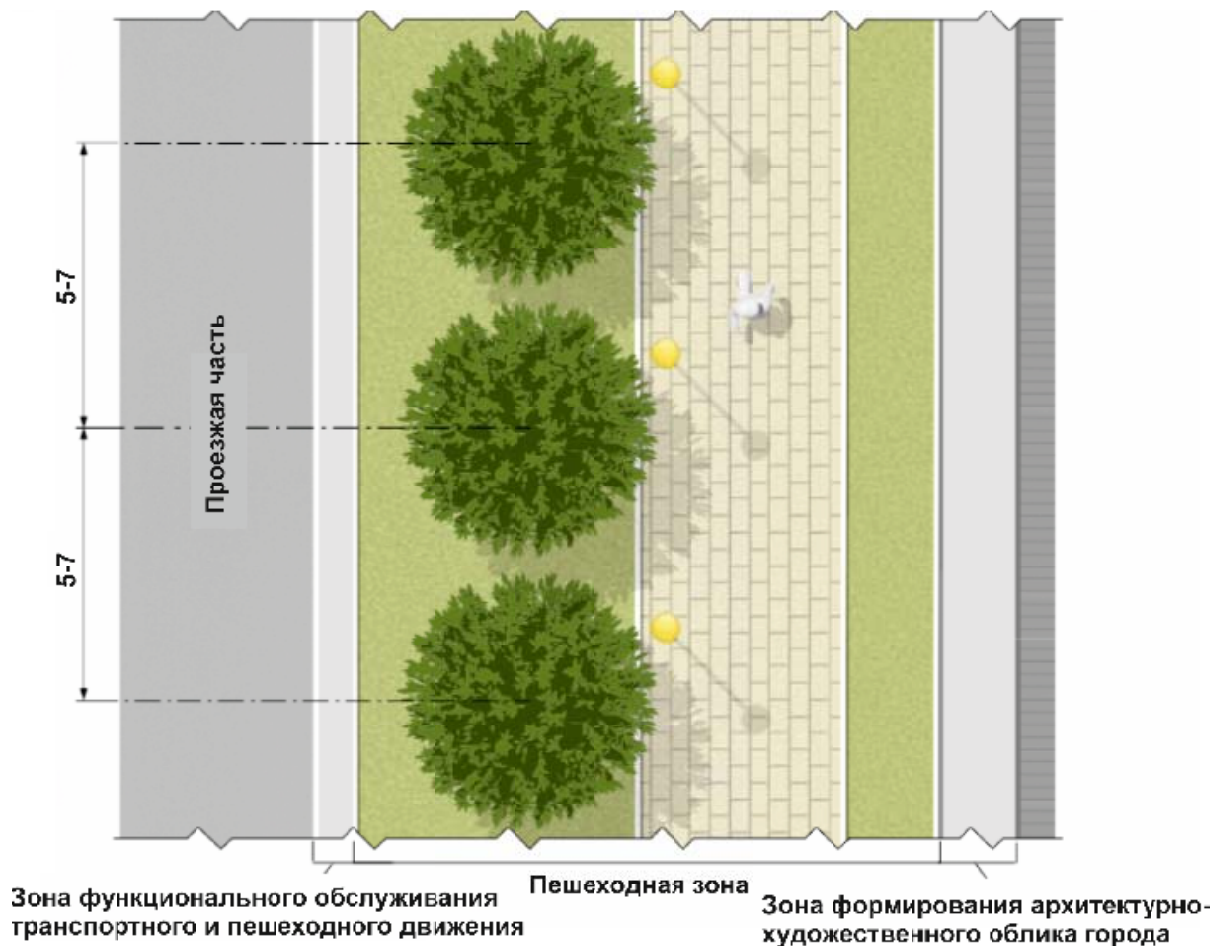 5-7
Проезжая часть
5-7
Пешеходная зона
Зона функционального обслуживания
транспортного и пешеходного движения
Зона формирования архитектурно-
художественного облика города